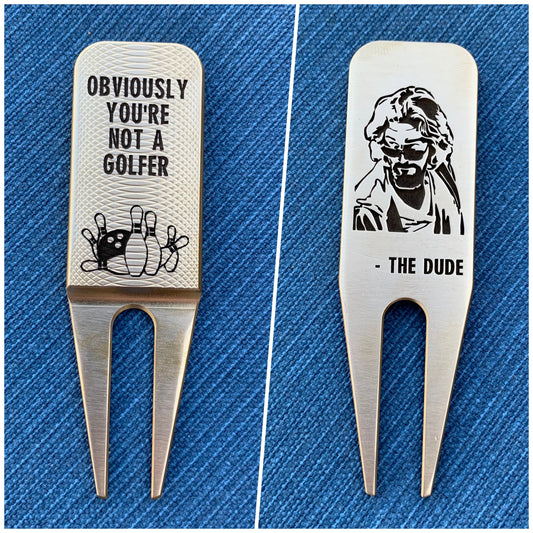 OBVIOUSLY
YOU'RE
NOT A
GOLFER
- THE DUDE